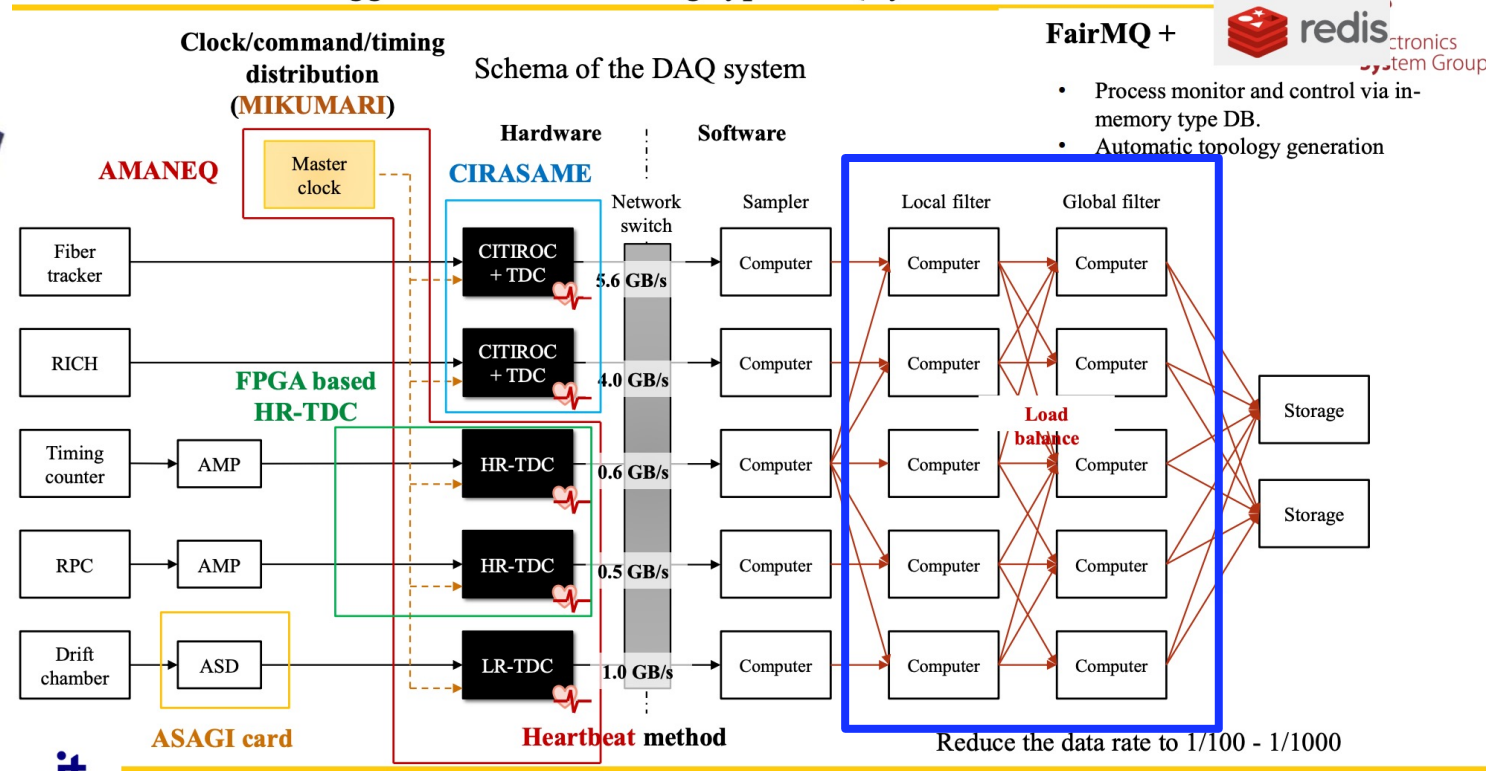 FairMQ +
redis
ctronics
System Group
Clock/command/timing
distribution
(MIKUMARI)
Schema of the DAQ system
• Process monitor and control via in-
memory type DB.
• Automatic topology generation
Hardware
Software
AMANEQ
Master
clock
CIRASAME
Network
switch
Sampler
Local filter
Global filter
Fiber
tracker
CITIROC
+ TDC
5.6 GB/s
Computer
Computer
Computer
RICH
CITIROC
+ TDC
4.0 GB/s
Computer
Computer
Computer
FPGA based
HR-TDC
Load
balance
Storage
Timing
counter
AMP
HR-TDC
0.6 GB/s
Computer
Computer
Computer
Storage
RPC
AMP
HR-TDC
0.5 GB/s
Computer
Computer
Computer
Drift
chamber
ASD
LR-TDC
1.0 GB/s
Computer
Computer
Computer
ASAGI card
Heartbeat method
Reduce the data rate to 1/100 - 1/1000